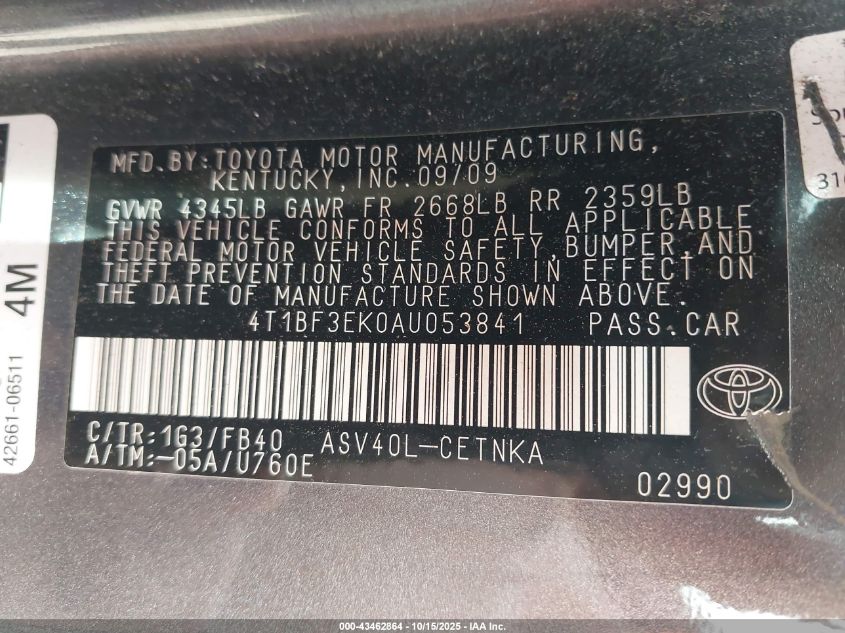 MFD.BY:TOYOTA MOTOR MANUFACTURING,
KENTUCKY, INC. 09/09
GVWR 4345LB GAWR FR 2668LB RR 2359LB
THIS VEHICLE CONFORMS TO ALL APPLICABLE
FEDERAL MOTOR VEHICLE SAFETY, BUMPER, AND
THEFT PREVENTION STANDARDS IN EFFECT ON
THE DATE OF MANUFACTURE SHOWN ABOVE.
4T1BF3EK0AU053841 PASS.CAR
C/TR:1G3/FB40 ASV40L-CETNKA
A/TM:-05A/U760E
02990
4M
42661-06511
000-43462864 - 10/15/2025 - IAA Inc.